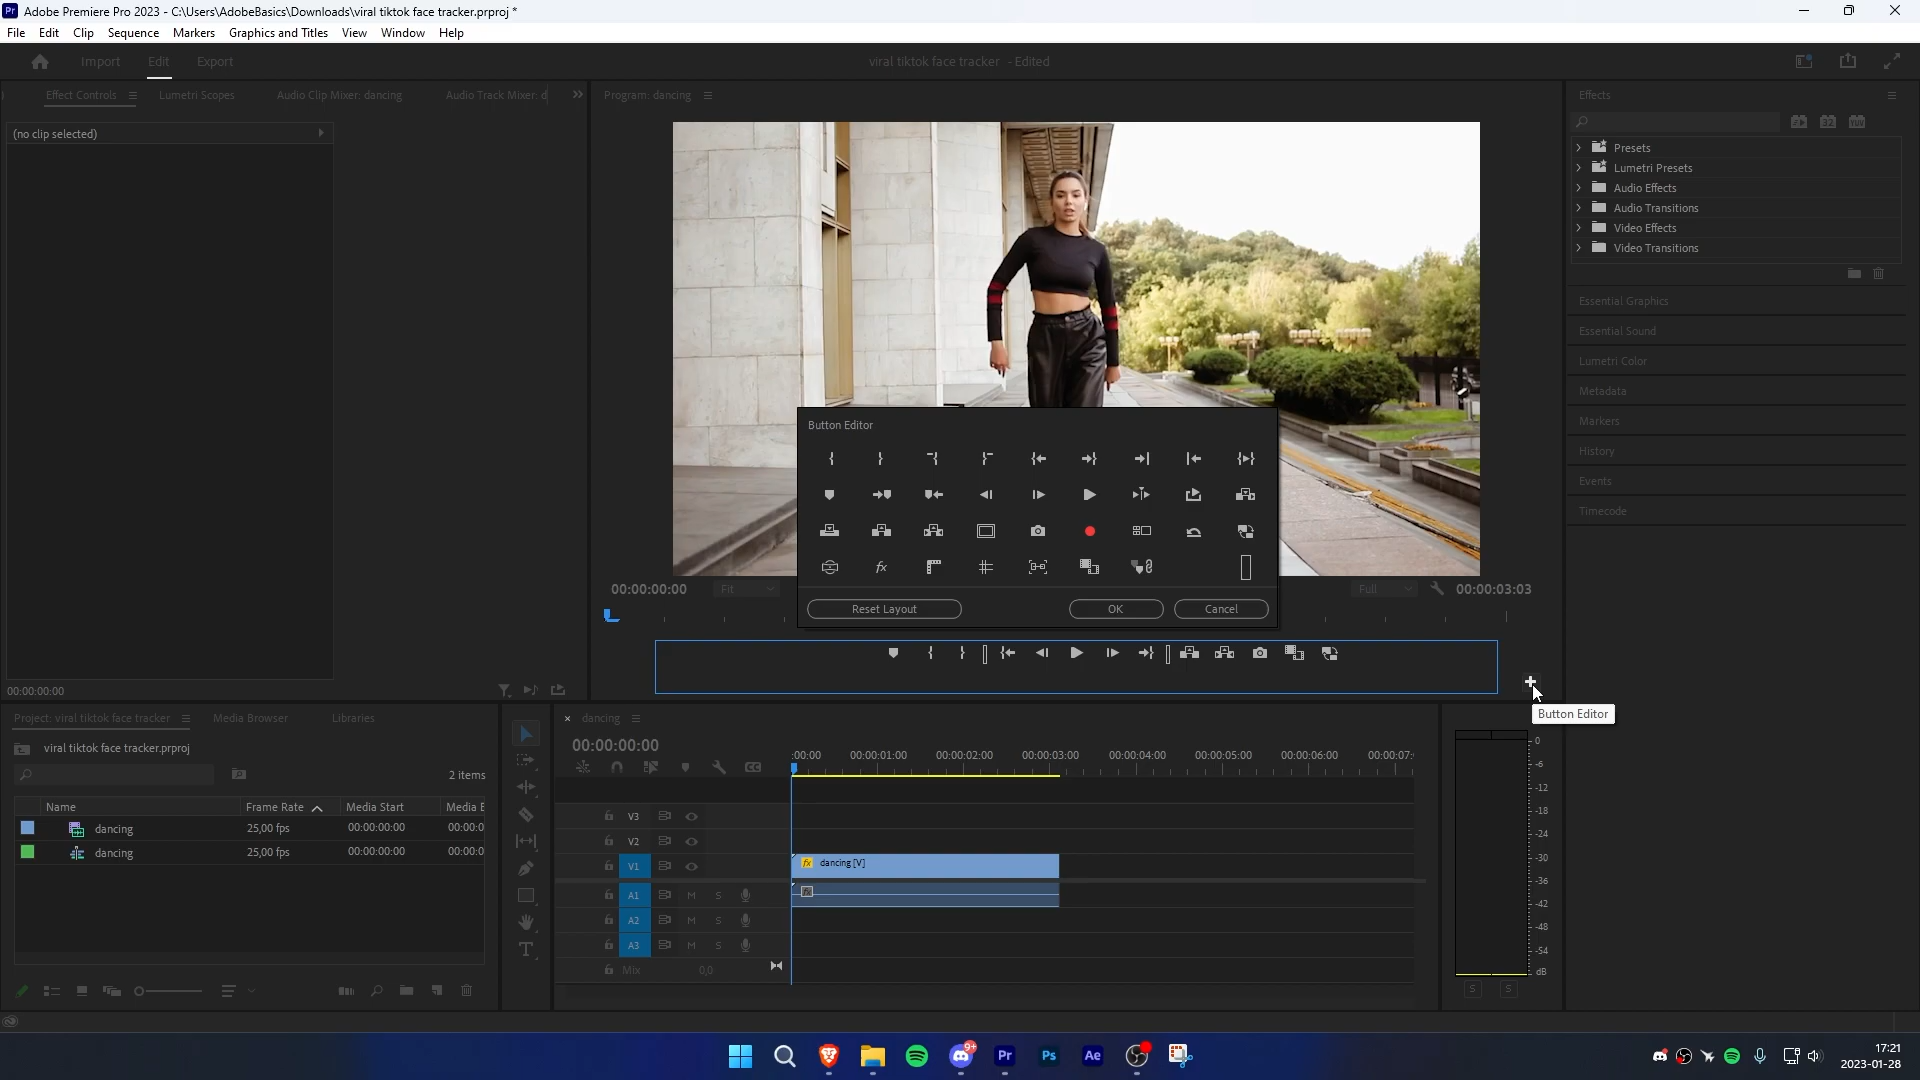 Adobe Premiere Pro 2023 - C:\Users\AdobeBasics\Downloads\viral tiktok face tracker.prproj *
File Edit Clip Sequence Markers Graphics and Titles View Window Help
Import Edit Export
viral tiktok face tracker - Edited
Effect Controls Lumetri Scopes Audio Clip Mixer: dancing Audio Track Mixer: d
Program: dancing
Effects
(no clip selected)
Presets
Lumetri Presets
Audio Effects
Audio Transitions
Video Effects
Video Transitions
Essential Graphics
Essential Sound
Lumetri Color
Metadata
Markers
History
Events
Timecode
Button Editor
fx
Reset Layout OK Cancel
00:00:00:00 Fit Full 00:00:03:03
Button Editor
00:00:00:00
Project: viral tiktok face tracker Media Browser Libraries
viral tiktok face tracker.prproj
2 items
Name Frame Rate Media Start Media E
dancing 25,00 fps 00:00:00:00 00:00:0
dancing 25,00 fps 00:00:00:00 00:00:0
× dancing
00:00:00:00
:00:00 00:00:01:00 00:00:02:00 00:00:03:00 00:00:04:00 00:00:05:00 00:00:06:00 00:00:07:
V3
V2
V1 fx dancing [V]
A1 M S fx
A2 M S
A3 M S
Mix 0,0
0
-6
-12
-18
-24
-30
-36
-42
-48
-54
dB
S S
Pr Ps Ae
9+
17:21
2023-01-28